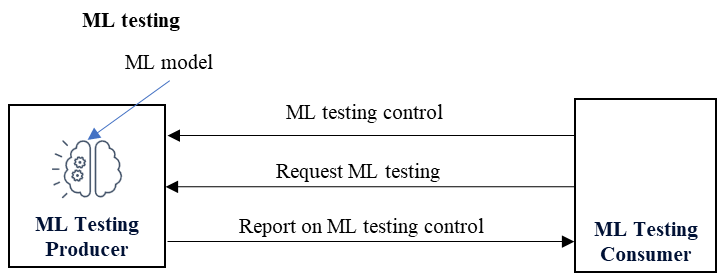 ML testing
ML model
ML testing control
Request ML testing
Report on ML testing control
ML Testing
Producer
ML Testing
Consumer